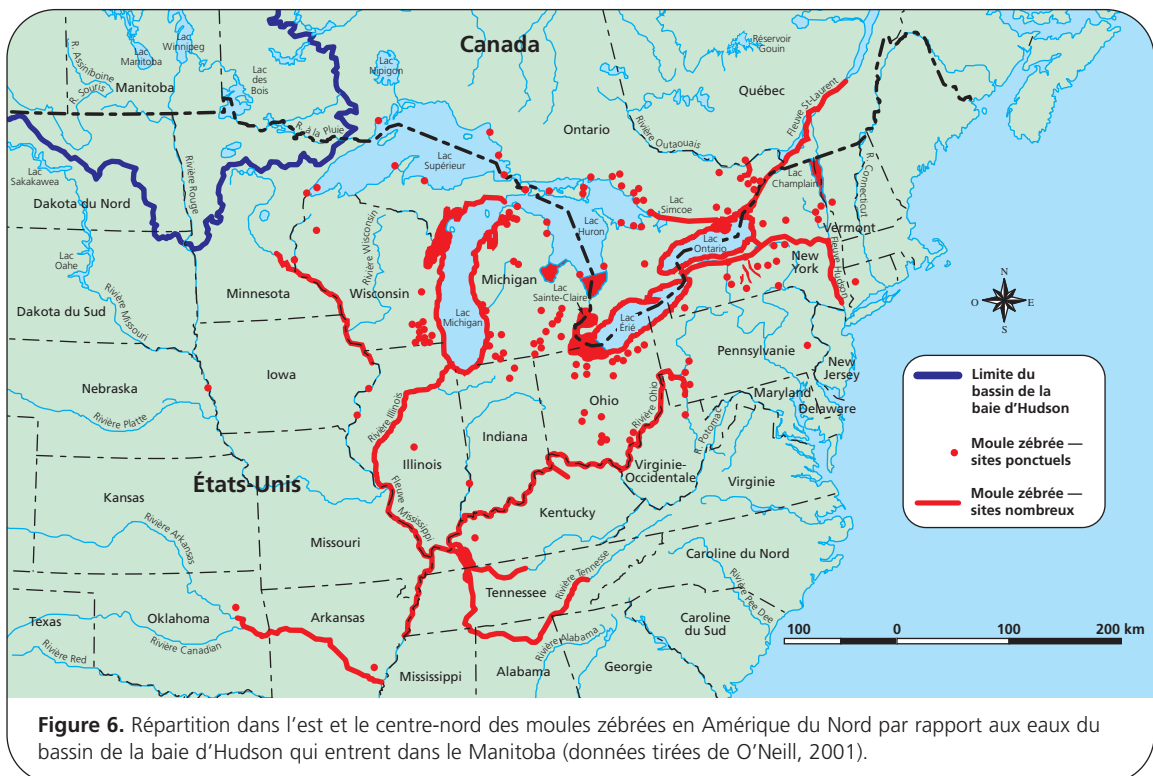 Canada
Lac
Winnipeg
Lac
Manitoba
R. Assiniboine
R. Souris
Manitoba
Lac
des
Bois
Lac
Nipigon
Réservoir
Gouin
Québec
Ontario
R. à la Pluie
Rivière Outaouais
Fleuve St-Laurent
Lac
Sakakawea
Dakota du Nord
Rivière Rouge
Lac
Supérieur
Lac
Champlain
R. Connecticut
Lac
Simcoe
Lac
Huron
Lac
Ontario
Vermont
Lac
Oahe
Rivière Missouri
Dakota du Sud
Minnesota
Rivière Wisconsin
Wisconsin
Michigan
Lac
Michigan
Lac
Sainte-Claire
Lac
Érié
New
York
Fleuve Hudson
N
O
E
S
Iowa
Nebraska
Rivière Platte
Pennsylvanie
New
Jersey
Maryland
Delaware
Ohio
Rivière Ohio
R. Potomac
Rivière Illinois
Illinois
Indiana
Virginie-
Occidentale
Virginie
États-Unis
Kansas
Fleuve Mississippi
Kentucky
Missouri
Rivière Arkansas
Caroline du Nord
Rivière Tennesse
Tennessee
Rivière Pee Dee
Texas
Oklahoma
Arkansas
Rivière Canadian
Rivière Red
Mississippi
Alabama
Rivière Alabama
Georgie
Caroline
du Sud
Limite du
bassin de la
baie d'Hudson
Moule zébrée —
sites ponctuels
Moule zébrée —
sites nombreux
100 0 100 200 km
Figure 6. Répartition dans l'est et le centre-nord des moules zébrées en Amérique du Nord par rapport aux eaux du
bassin de la baie d'Hudson qui entrent dans le Manitoba (données tirées de O'Neill, 2001).